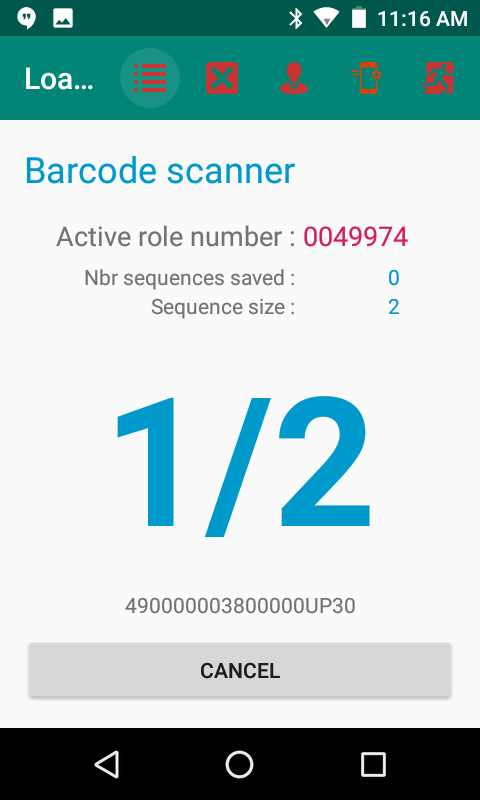 11:16 AM
Loa...
Barcode scanner
Active role number : 0049974
Nbr sequences saved : 0
Sequence size : 2
1/2
490000003800000UP30
CANCEL